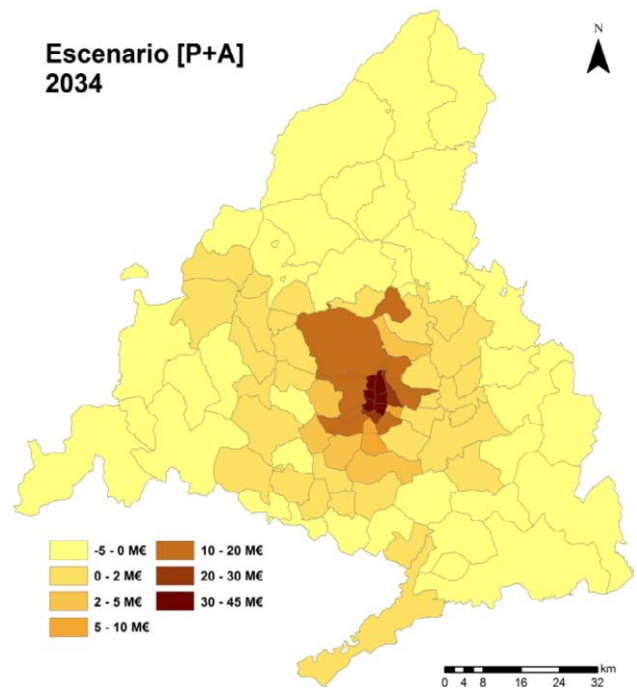 Escenario [P+A]
2034
N
-5 - 0 M€
0 - 2 M€
2 - 5 M€
5 - 10 M€
10 - 20 M€
20 - 30 M€
30 - 45 M€
km
0 4 8 16 24 32